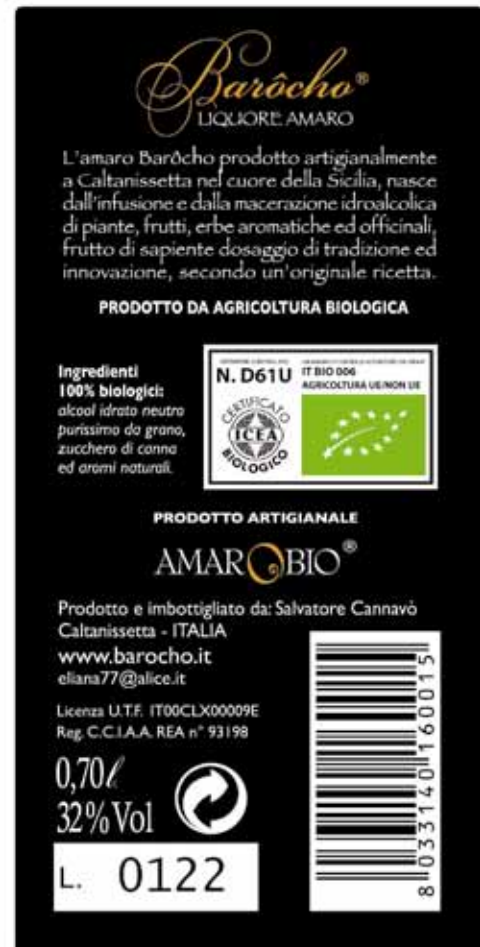 Barôcho®
LIQUORE AMARO
L'amaro Barôcho prodotto artigianalmente
a Caltanissetta nel cuore della Sicilia, nasce
dall'infusione e dalla macerazione idroalcolica
di piante, frutti, erbe aromatiche ed officinali,
frutto di sapiente dosaggio di tradizione ed
innovazione, secondo un'originale ricetta.
PRODOTTO DA AGRICOLTURA BIOLOGICA
Ingredienti
100% biologici:
alcool idrato neutro
purissimo da grano,
zucchero di canna
ed aromi naturali.
N. D61U
CERTIFICATO
ICEA
BIOLOGICO
IT BIO 006
AGRICOLTURA UE/NON UE
PRODOTTO ARTIGIANALE
AMAROBIO®
Prodotto e imbottigliato da: Salvatore Cannavò
Caltanissetta - ITALIA
www.barocho.it
eliana77@alice.it
Licenza U.T.F. IT00CLX00009E
Reg. C.C.I.A.A. REA n° 93198
0,70ℓ
32% Vol
L. 0122
8033140160015